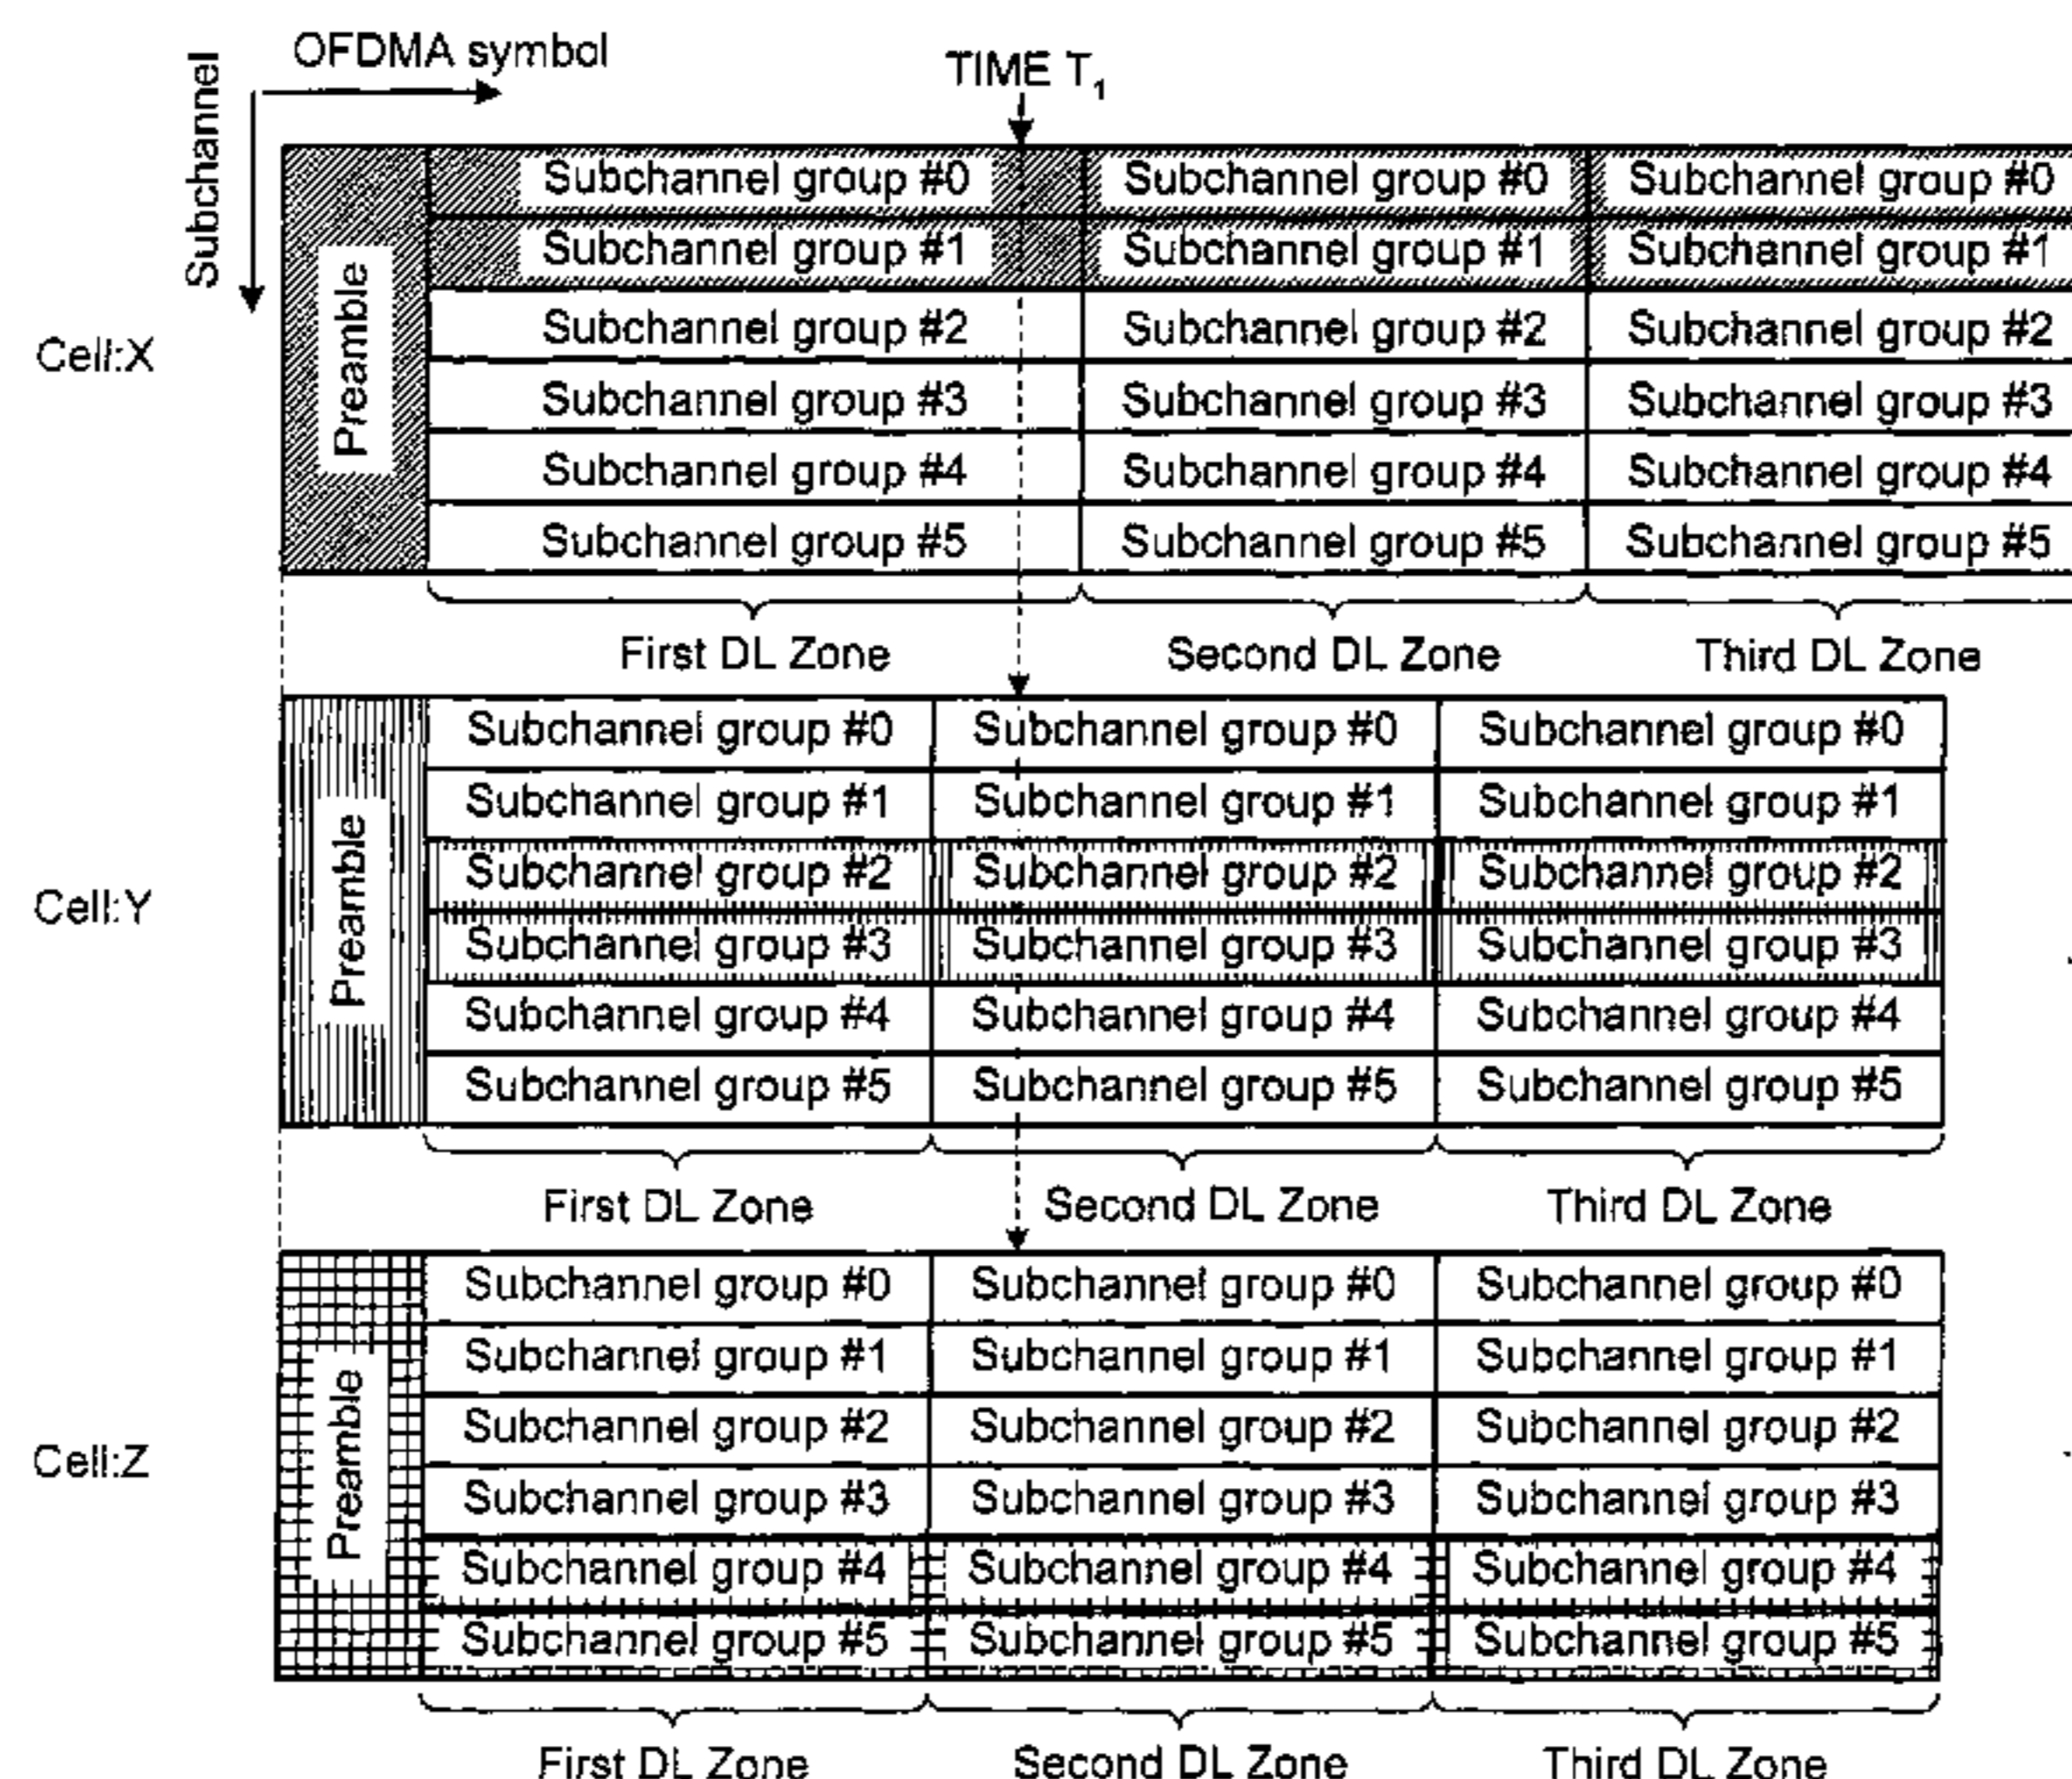 OFDMA symbol
Subchannel
TIME T1
Cell:X
Preamble
Subchannel group #0 Subchannel group #0 Subchannel group #0
Subchannel group #1 Subchannel group #1 Subchannel group #1
Subchannel group #2 Subchannel group #2 Subchannel group #2
Subchannel group #3 Subchannel group #3 Subchannel group #3
Subchannel group #4 Subchannel group #4 Subchannel group #4
Subchannel group #5 Subchannel group #5 Subchannel group #5
First DL Zone Second DL Zone Third DL Zone
Cell:Y
Preamble
Subchannel group #0 Subchannel group #0 Subchannel group #0
Subchannel group #1 Subchannel group #1 Subchannel group #1
Subchannel group #2 Subchannel group #2 Subchannel group #2
Subchannel group #3 Subchannel group #3 Subchannel group #3
Subchannel group #4 Subchannel group #4 Subchannel group #4
Subchannel group #5 Subchannel group #5 Subchannel group #5
First DL Zone Second DL Zone Third DL Zone
Cell:Z
Preamble
Subchannel group #0 Subchannel group #0 Subchannel group #0
Subchannel group #1 Subchannel group #1 Subchannel group #1
Subchannel group #2 Subchannel group #2 Subchannel group #2
Subchannel group #3 Subchannel group #3 Subchannel group #3
Subchannel group #4 Subchannel group #4 Subchannel group #4
Subchannel group #5 Subchannel group #5 Subchannel group #5
First DL Zone Second DL Zone Third DL Zone